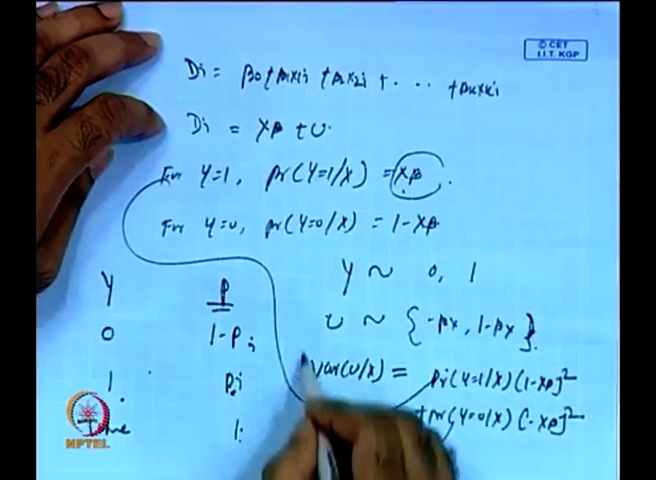 © CET
I.I.T. KGP
Di = β0 + β1x1i + β2x2i + · · · + βkxki
Di = Xβ + U.
For Y=1, pr(Y=1/X) = Xβ.
For Y=0, pr(Y=0/X) = 1-Xβ
Y ~ 0, 1
Y P
U ~ {-βx, 1-βx}.
0 1-Pi
Var(U/X) = pr(Y=1/X) (1-Xβ]²
1 Pi
+ pr(Y=0/X) [-Xβ]²
1
NPTEL